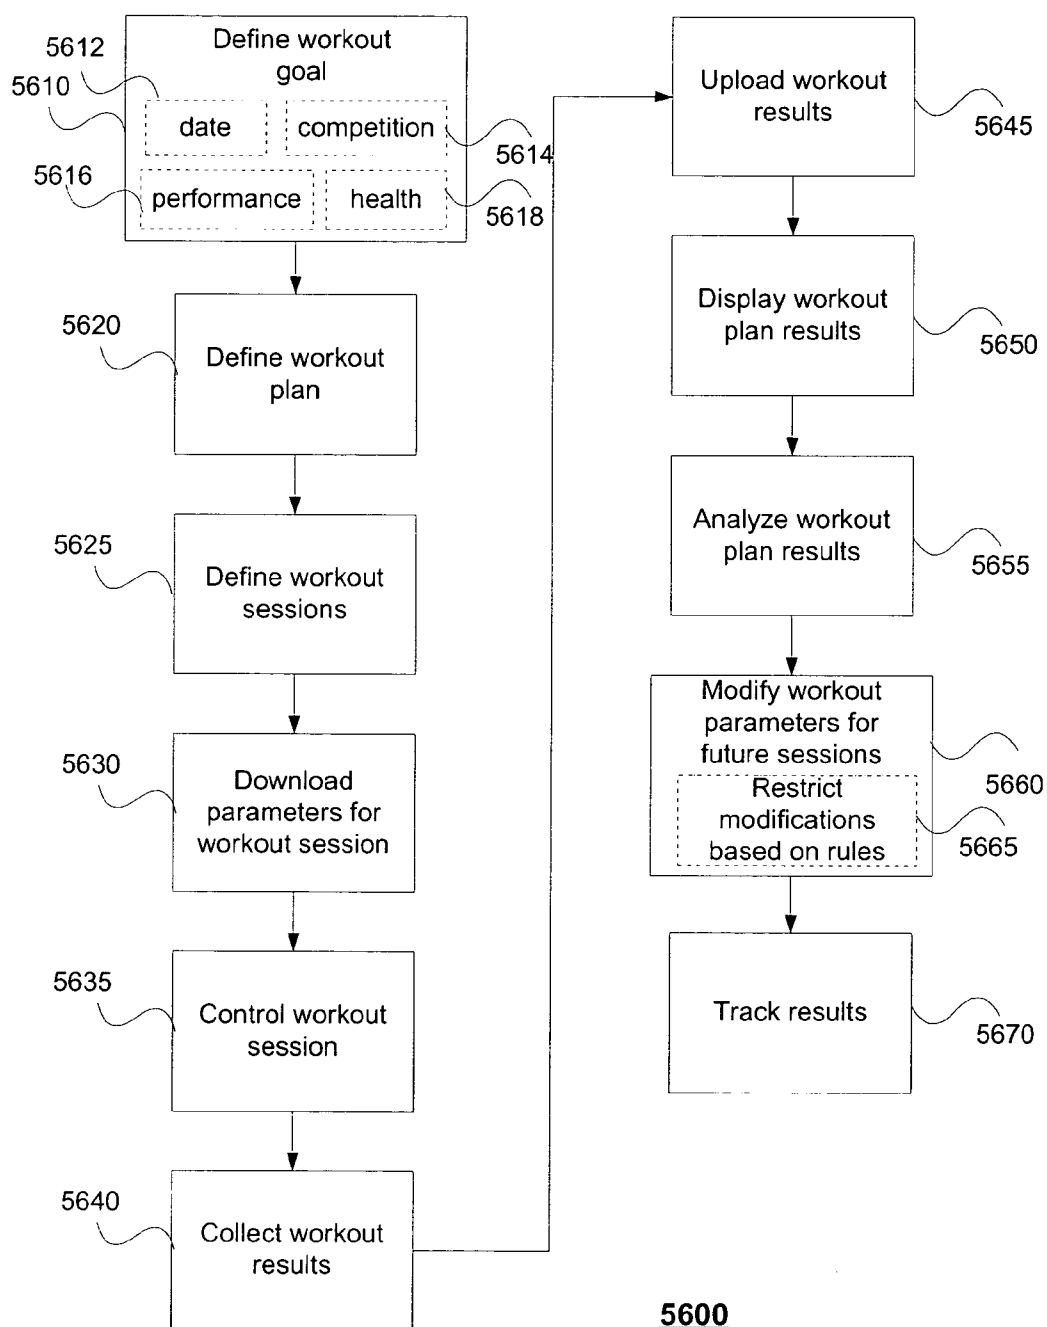 Define workout
goal
5612
5610
date
competition
5614
5616
performance
health
5618
5620
Define workout
plan
5625
Define workout
sessions
5630
Download
parameters for
workout session
5635
Control workout
session
5640
Collect workout
results
Upload workout
results
5645
Display workout
plan results
5650
Analyze workout
plan results
5655
Modify workout
parameters for
future sessions
5660
Restrict
modifications
based on rules
5665
Track results
5670
5600